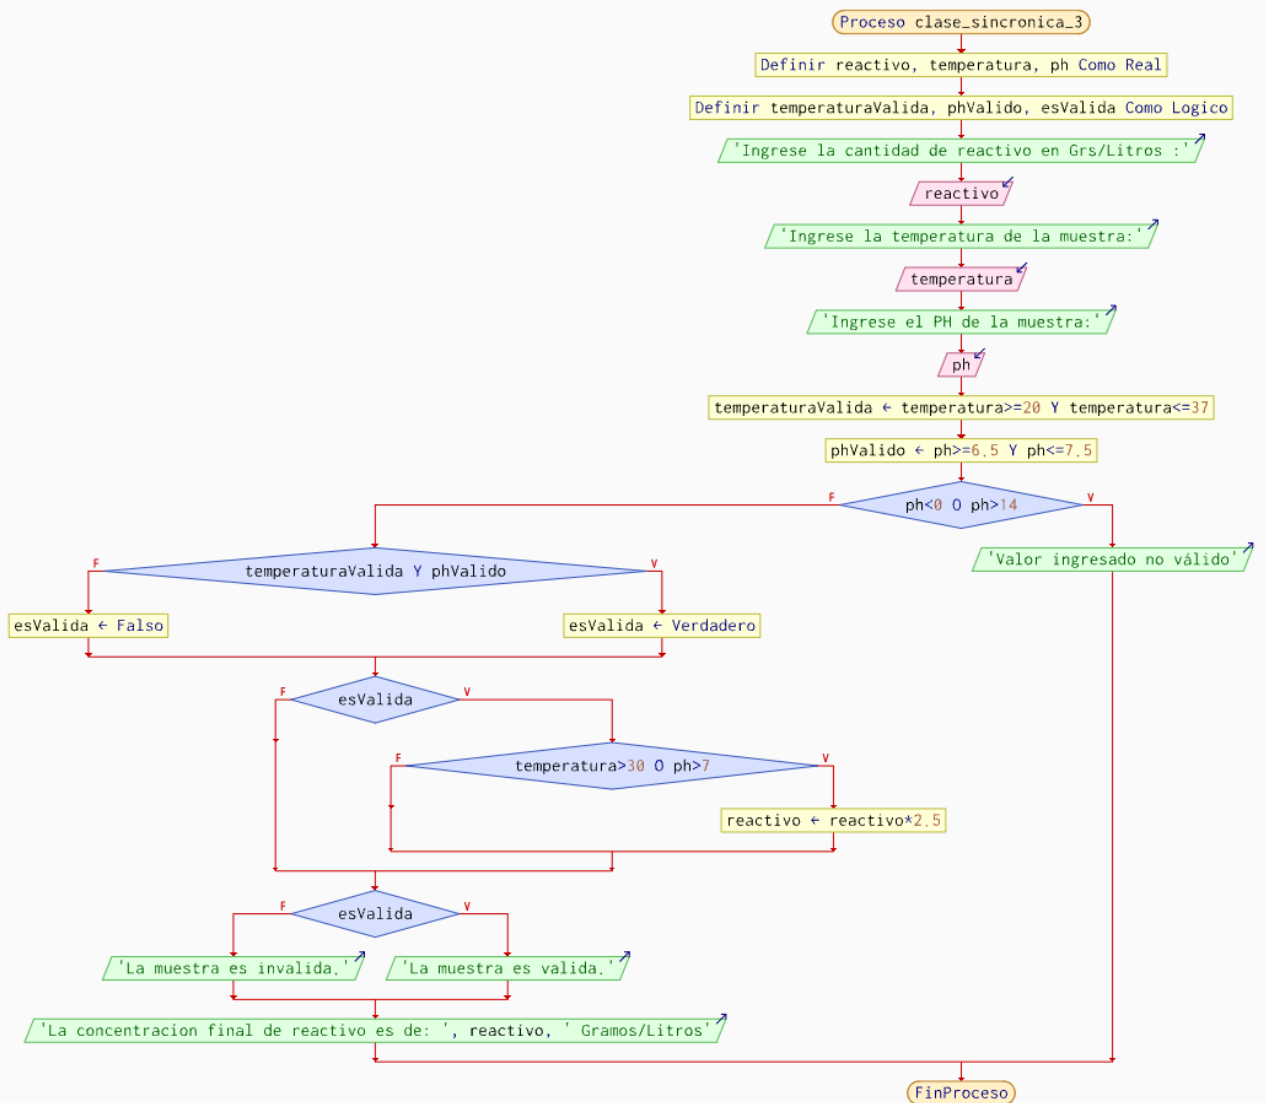 Proceso clase_sincronica_3
Definir reactivo, temperatura, ph Como Real
Definir temperaturaValida, phValido, esValida Como Logico
'Ingrese la cantidad de reactivo en Grs/Litros :'
reactivo
'Ingrese la temperatura de la muestra:'
temperatura
'Ingrese el PH de la muestra:'
ph
temperaturaValida ← temperatura>=20 Y temperatura<=37
phValido ← ph>=6.5 Y ph<=7.5
F
ph<0 O ph>14
V
'Valor ingresado no válido'
F
temperaturaValida Y phValido
V
esValida ← Falso
esValida ← Verdadero
F
esValida
V
F
temperatura>30 O ph>7
V
reactivo ← reactivo*2.5
F
esValida
V
'La muestra es invalida.'
'La muestra es valida.'
'La concentracion final de reactivo es de: ', reactivo, ' Gramos/Litros'
FinProceso